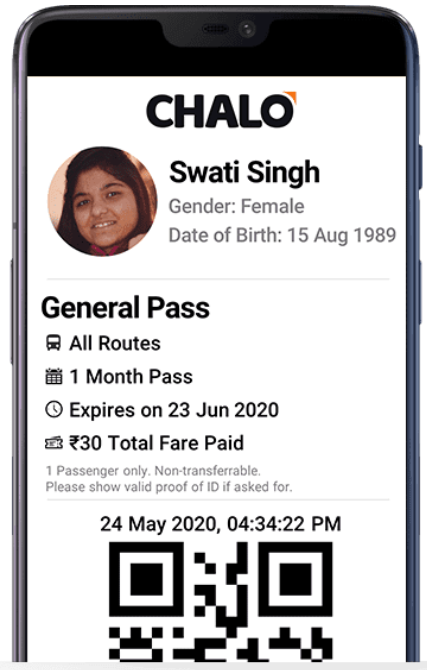 CHALO
Swati Singh
Gender: Female
Date of Birth: 15 Aug 1989
General Pass
All Routes
1 Month Pass
Expires on 23 Jun 2020
₹30 Total Fare Paid
1 Passenger only. Non-transferrable.
Please show valid proof of ID if asked for.
24 May 2020, 04:34:22 PM